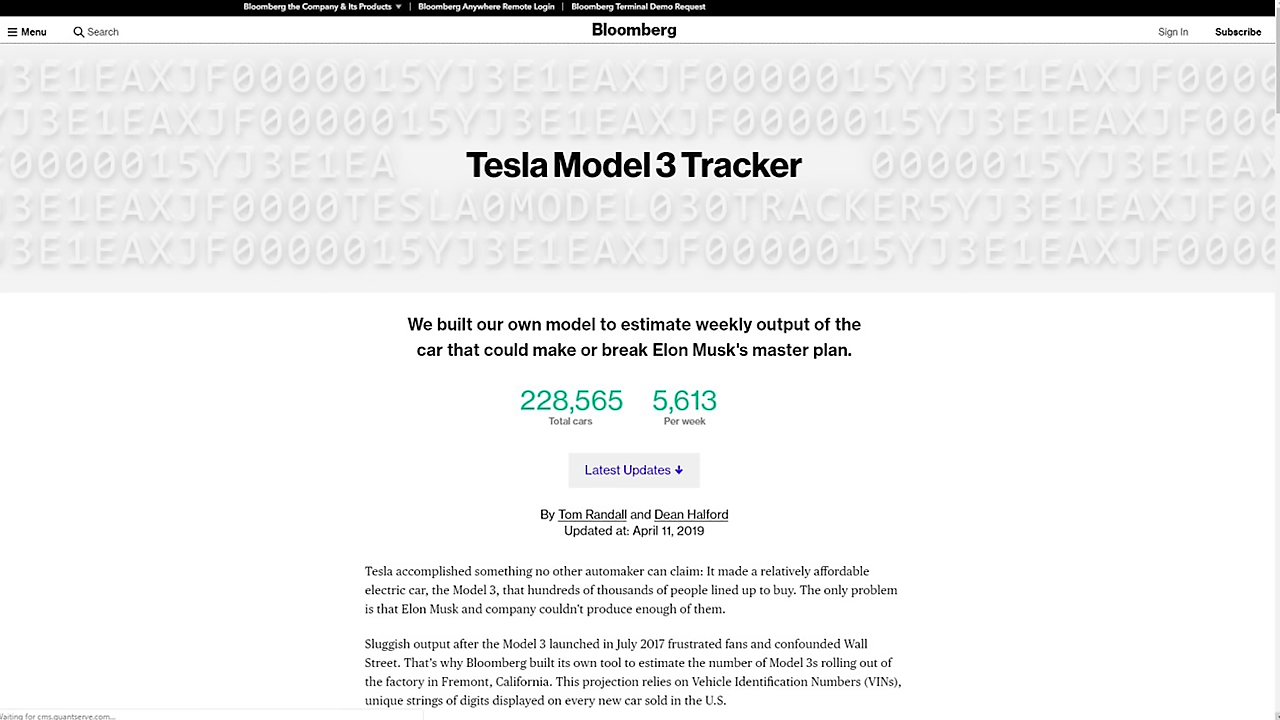 Bloomberg the Company & Its Products ▼ | Bloomberg Anywhere Remote Login | Bloomberg Terminal Demo Request
Menu Search Bloomberg Sign In Subscribe
J3E1EAXJF0000015YJ3E1EAXJF0000015YJ3E1EAXJF0000
YJ3E1EAXJF0000015YJ3E1EAXJF0000015YJ3E1EAXJF000
F0000015YJ3E1EA 0000015YJ3E1EAX
Tesla Model 3 Tracker
J3E1EAXJF0000TESLA0MODEL030TRACKER5YJ3E1EAXJF00
J3E1EAXJF0000015YJ3E1EAXJF0000015YJ3E1EAXJF0000
We built our own model to estimate weekly output of the
car that could make or break Elon Musk's master plan.
228,565 5,613
Total cars Per week
Latest Updates ↓
By Tom Randall and Dean Halford
Updated at: April 11, 2019
Tesla accomplished something no other automaker can claim: It made a relatively affordable
electric car, the Model 3, that hundreds of thousands of people lined up to buy. The only problem
is that Elon Musk and company couldn't produce enough of them.
Sluggish output after the Model 3 launched in July 2017 frustrated fans and confounded Wall
Street. That's why Bloomberg built its own tool to estimate the number of Model 3s rolling out of
the factory in Fremont, California. This projection relies on Vehicle Identification Numbers (VINs),
unique strings of digits displayed on every new car sold in the U.S.
Waiting for cms.quantserve.com...